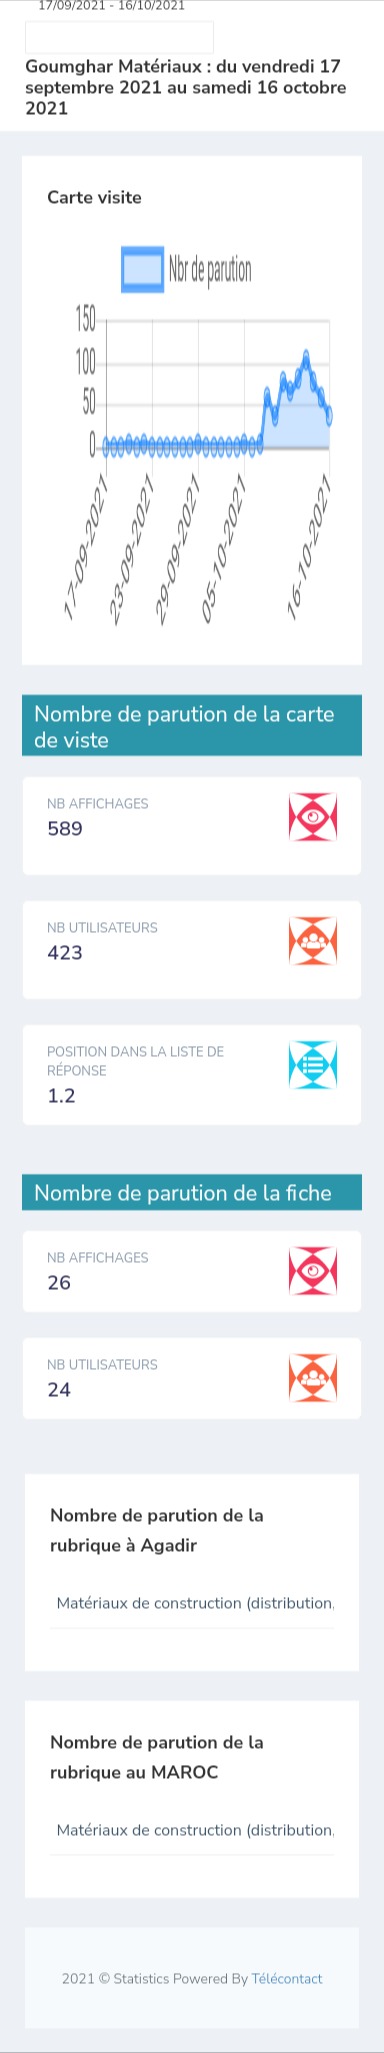 17/09/2021 - 16/10/2021
Goumghar Matériaux : du vendredi 17
septembre 2021 au samedi 16 octobre
2021
Carte visite
Nbr de parution
150
100
50
0
17-09-2021
23-09-2021
29-09-2021
05-10-2021
16-10-2021
Nombre de parution de la carte
de viste
NB AFFICHAGES
589
NB UTILISATEURS
423
POSITION DANS LA LISTE DE
RÉPONSE
1.2
Nombre de parution de la fiche
NB AFFICHAGES
26
NB UTILISATEURS
24
Nombre de parution de la
rubrique à Agadir
Matériaux de construction (distribution,
Nombre de parution de la
rubrique au MAROC
Matériaux de construction (distribution,
2021 © Statistics Powered By Télécontact